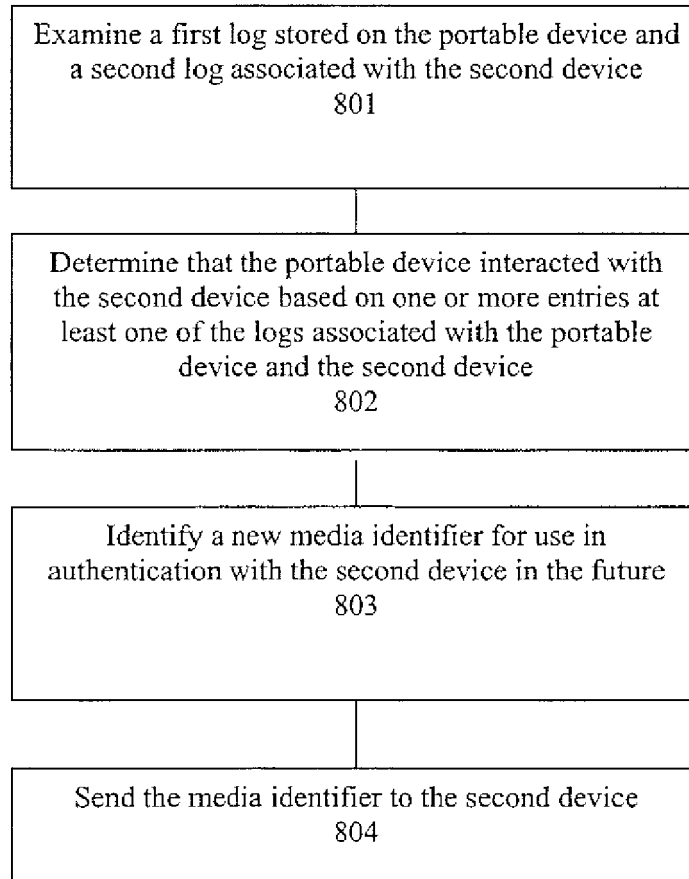 Examine a first log stored on the portable device and
a second log associated with the second device
801
Determine that the portable device interacted with
the second device based on one or more entries at
least one of the logs associated with the portable
device and the second device
802
Identify a new media identifier for use in
authentication with the second device in the future
803
Send the media identifier to the second device
804